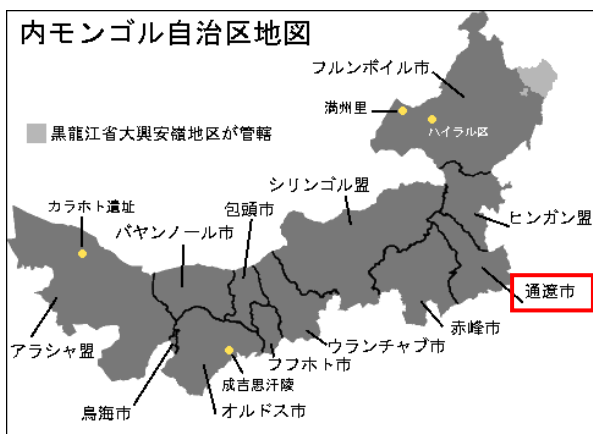 内モンゴル自治区地図
フルンボイル市
満州里
ハイラル区
黒龍江省大興安嶺地区が管轄
シリンゴル盟
カラホト遺址
包頭市
バヤンノール市
ヒンガン盟
通遼市
赤峰市
ウランチャブ市
アラシャ盟
フフホト市
成吉思汗陵
烏海市
オルドス市